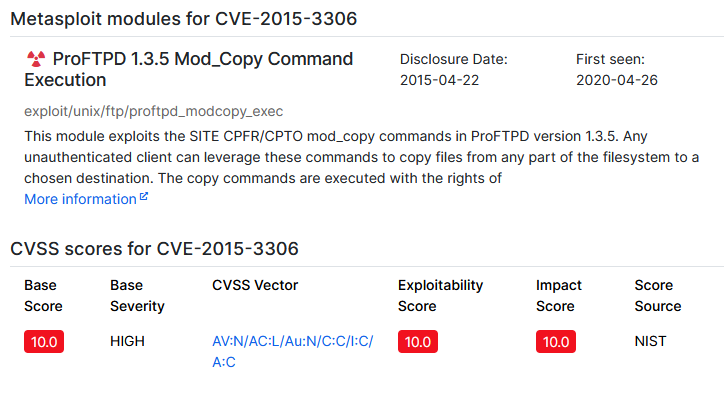 Metasploit modules for CVE-2015-3306
ProFTPD 1.3.5 Mod_Copy Command
Execution
Disclosure Date:
2015-04-22
First seen:
2020-04-26
exploit/unix/ftp/proftpd_modcopy_exec
This module exploits the SITE CPFR/CPTO mod_copy commands in ProFTPD version 1.3.5. Any
unauthenticated client can leverage these commands to copy files from any part of the filesystem to a
chosen destination. The copy commands are executed with the rights of
More information
CVSS scores for CVE-2015-3306
Base
Score
Base
Severity
CVSS Vector
Exploitability
Score
Impact
Score
Score
Source
10.0
HIGH
AV:N/AC:L/Au:N/C:C/I:C/
A:C
10.0
10.0
NIST